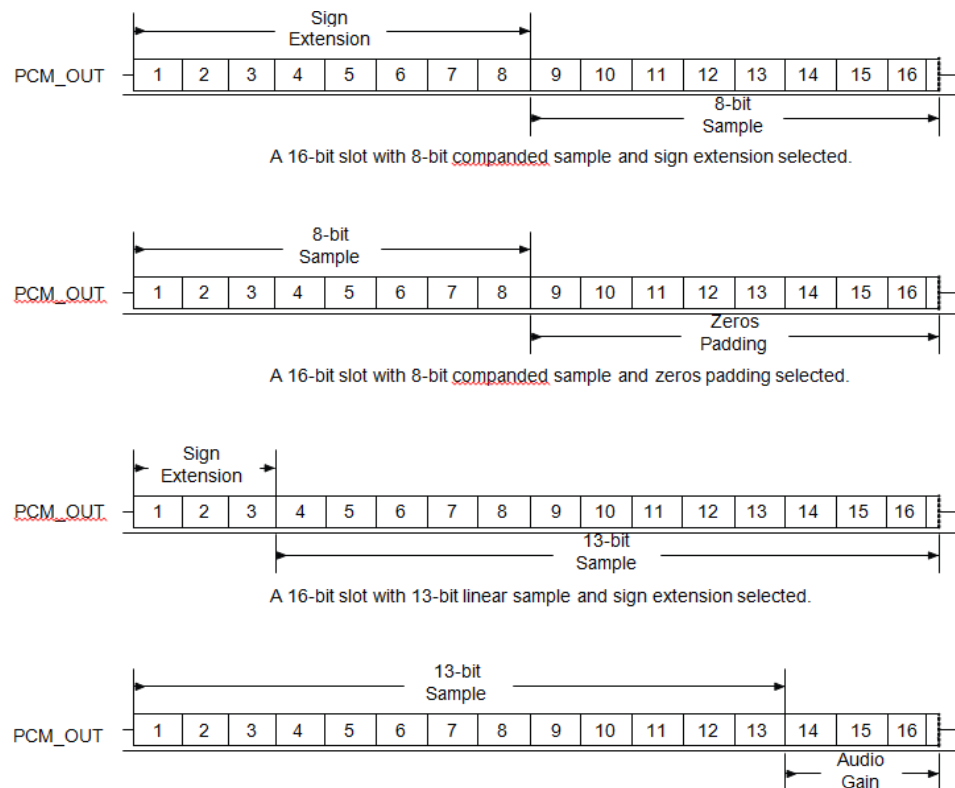 Sign
Extension
PCM_OUT 1 2 3 4 5 6 7 8 9 10 11 12 13 14 15 16
8-bit
Sample
A 16-bit slot with 8-bit companded sample and sign extension selected.
8-bit
Sample
PCM_OUT 1 2 3 4 5 6 7 8 9 10 11 12 13 14 15 16
Zeros
Padding
A 16-bit slot with 8-bit companded sample and zeros padding selected.
Sign
Extension
PCM_OUT 1 2 3 4 5 6 7 8 9 10 11 12 13 14 15 16
13-bit
Sample
A 16-bit slot with 13-bit linear sample and sign extension selected.
13-bit
Sample
PCM_OUT 1 2 3 4 5 6 7 8 9 10 11 12 13 14 15 16
Audio
Gain